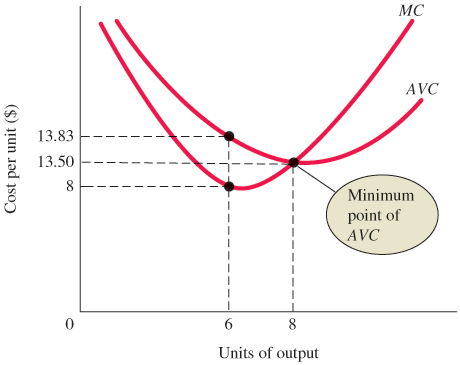 MC
AVC
Cost per unit ($)
13.83
13.50
8
Minimum
point of
AVC
0
6
8
Units of output